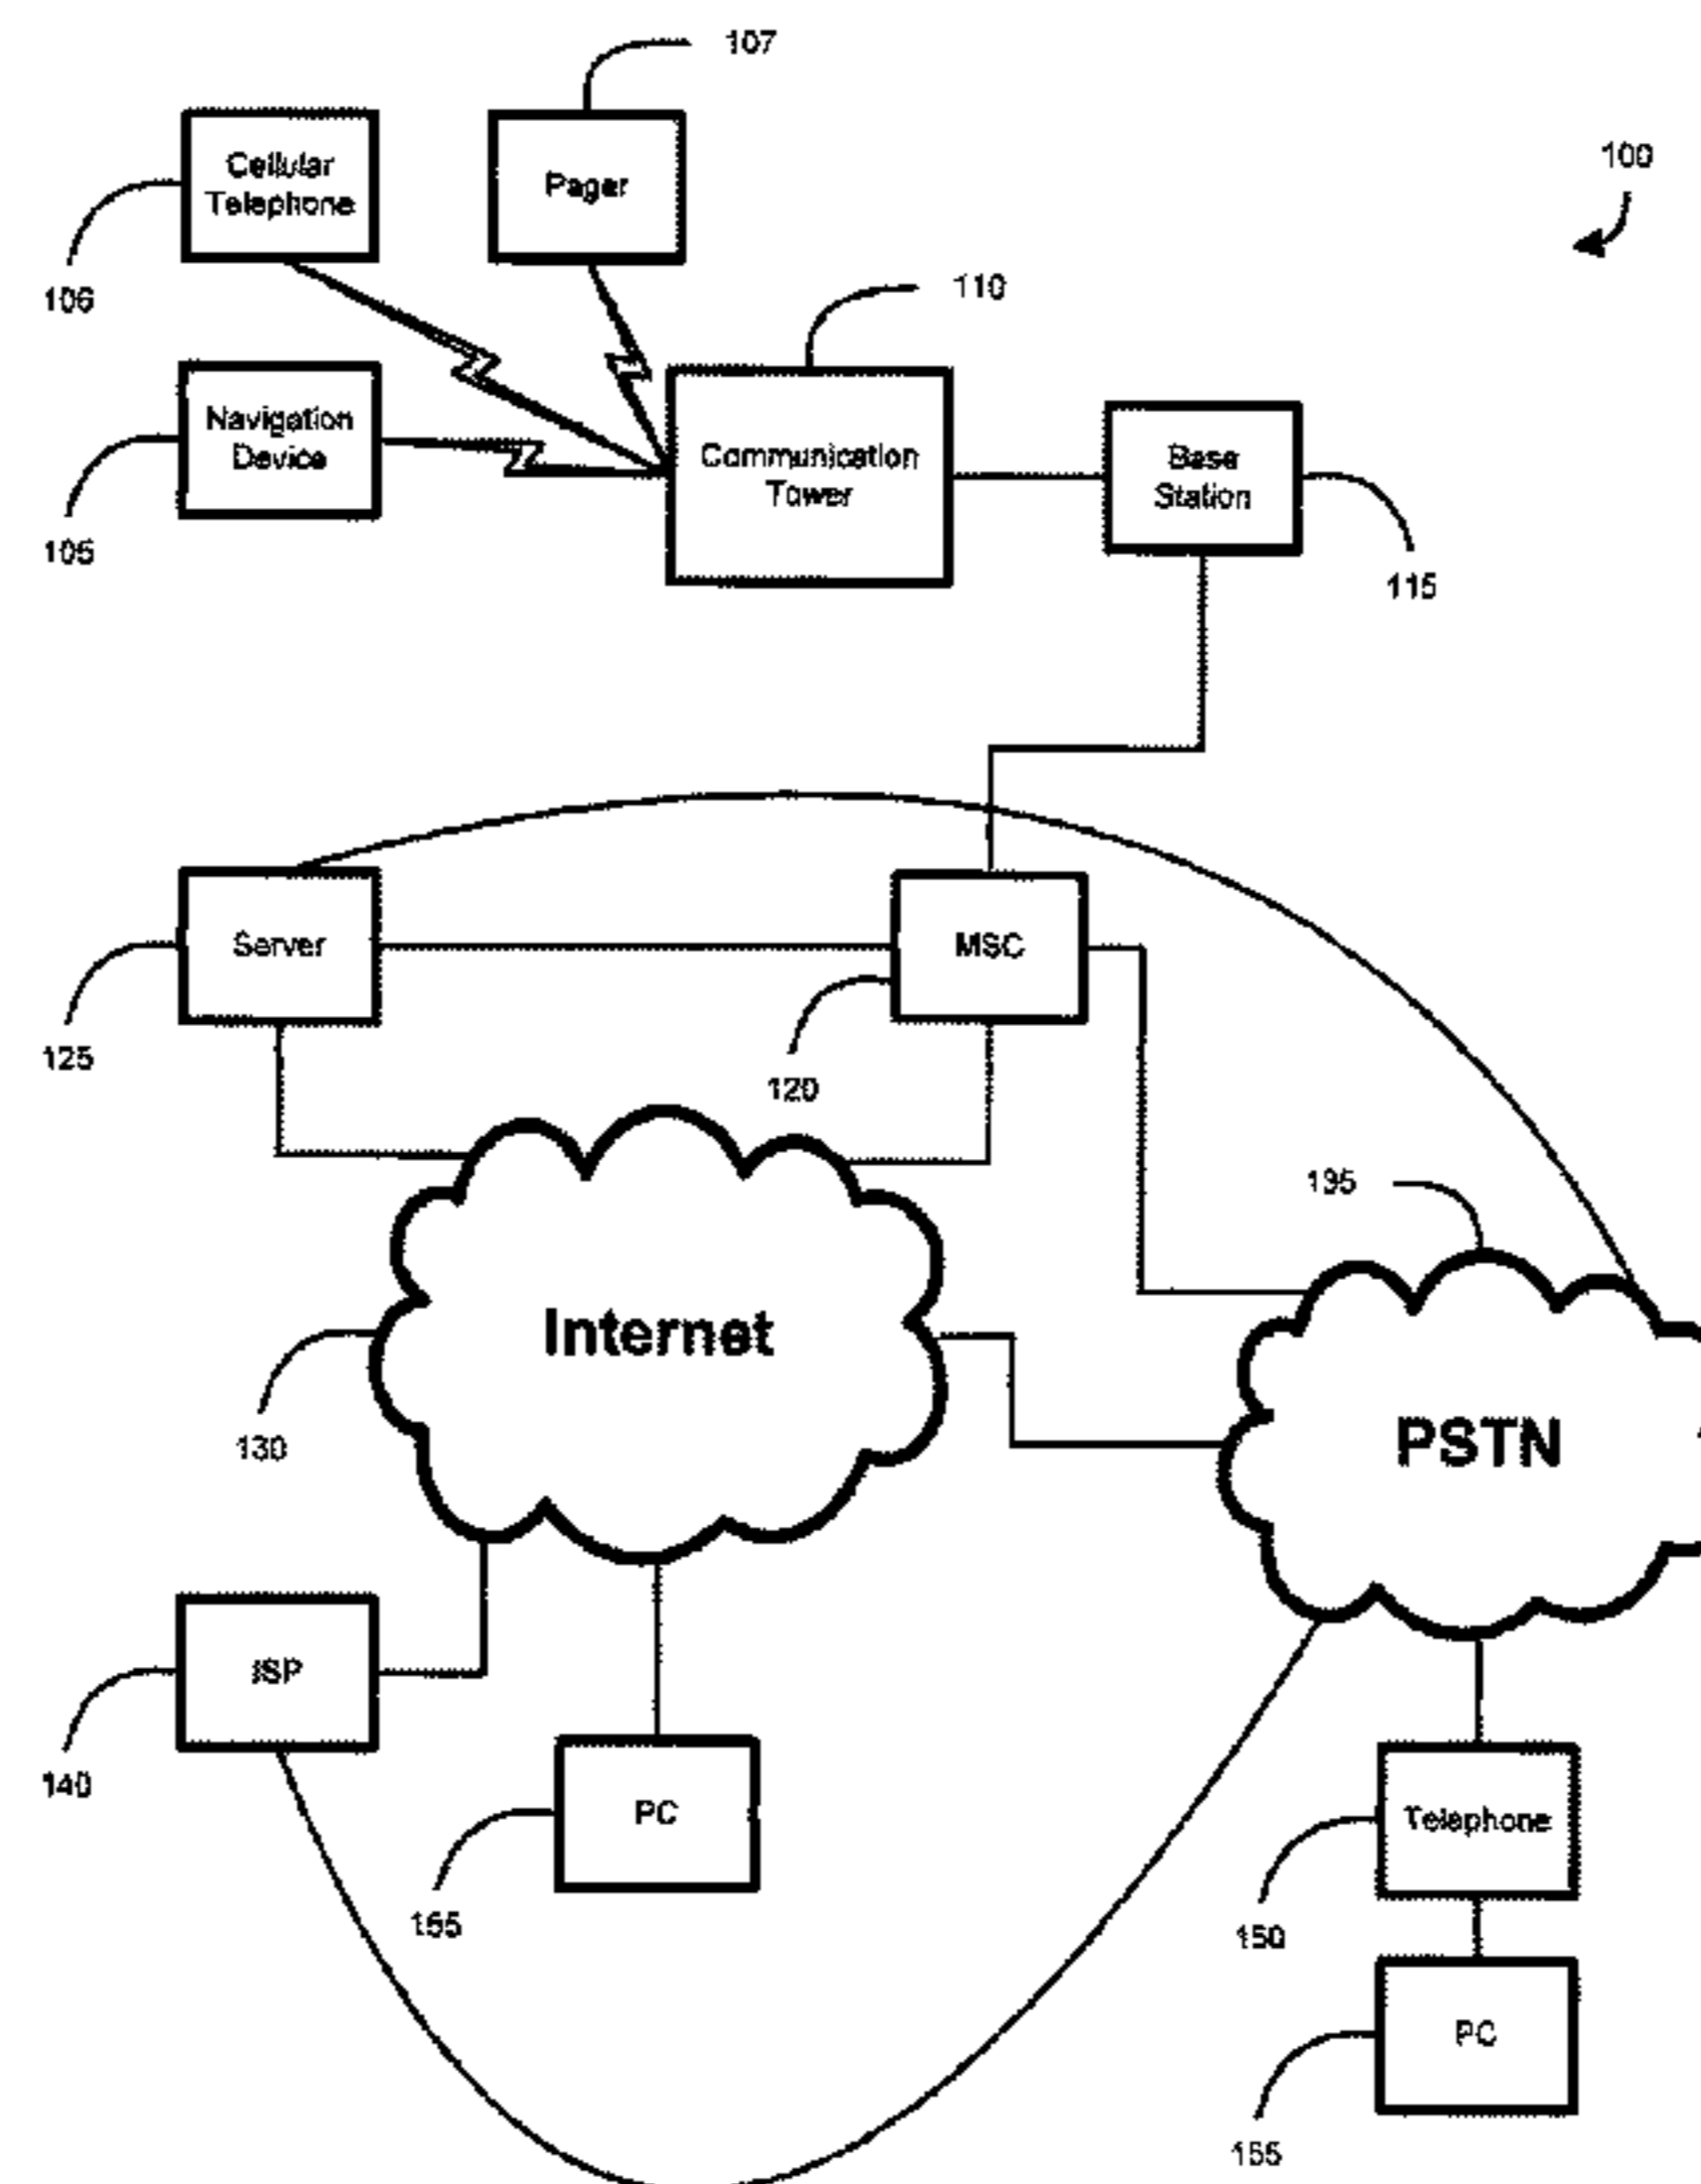 107
100
Cellular
Telephone
Pager
106
110
Navigation
Device
Communication
Tower
Base
Station
105
115
Server
MSC
125
120
135
Internet
PSTN
130
ISP
140
PC
Telephone
155
150
PC
155